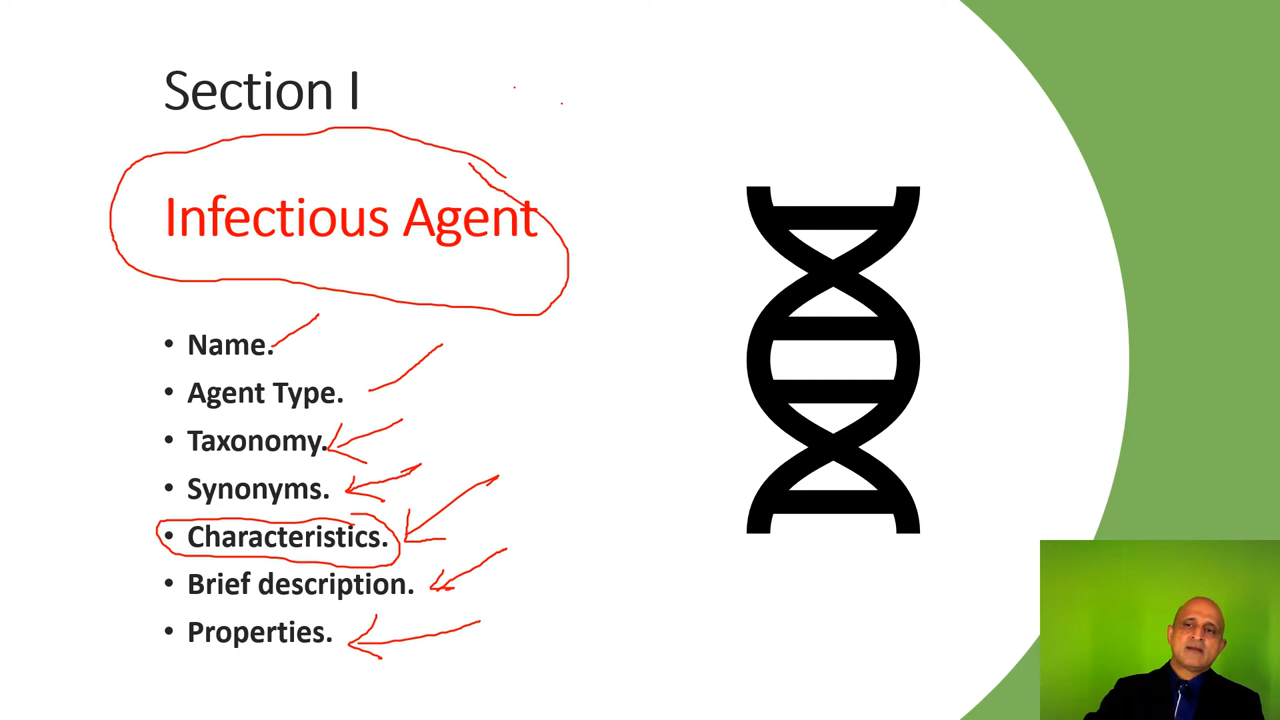 Section I
Infectious Agent
• Name.
• Agent Type.
• Taxonomy.
• Synonyms.
• Characteristics.
• Brief description.
• Properties.